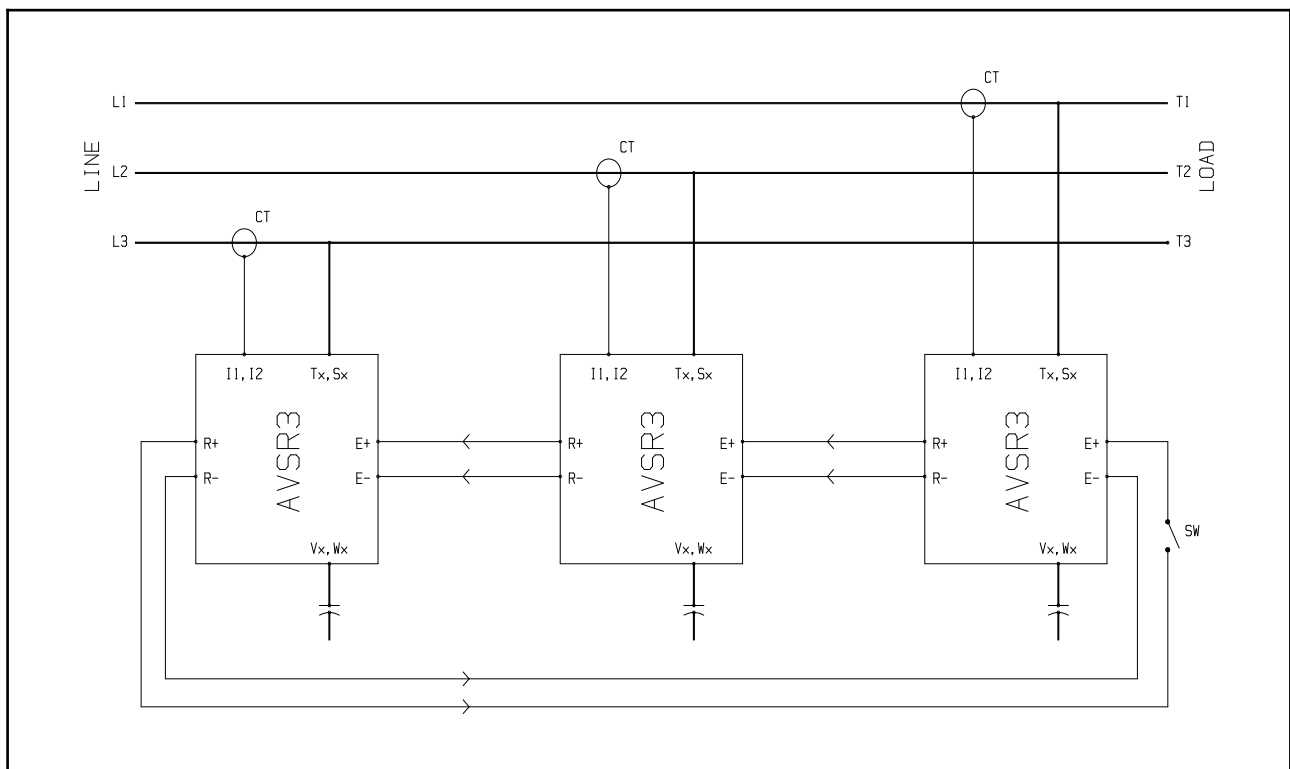 CT
L1
T1
CT
L2
T2
LINE
LOAD
CT
L3
T3
I1,I2 Tx,Sx
I1,I2 Tx,Sx
I1,I2 Tx,Sx
AVSR3
AVSR3
AVSR3
R+ E+
R+ E+
R+ E+
R- E-
R- E-
R- E-
SW
Vx,Wx
Vx,Wx
Vx,Wx